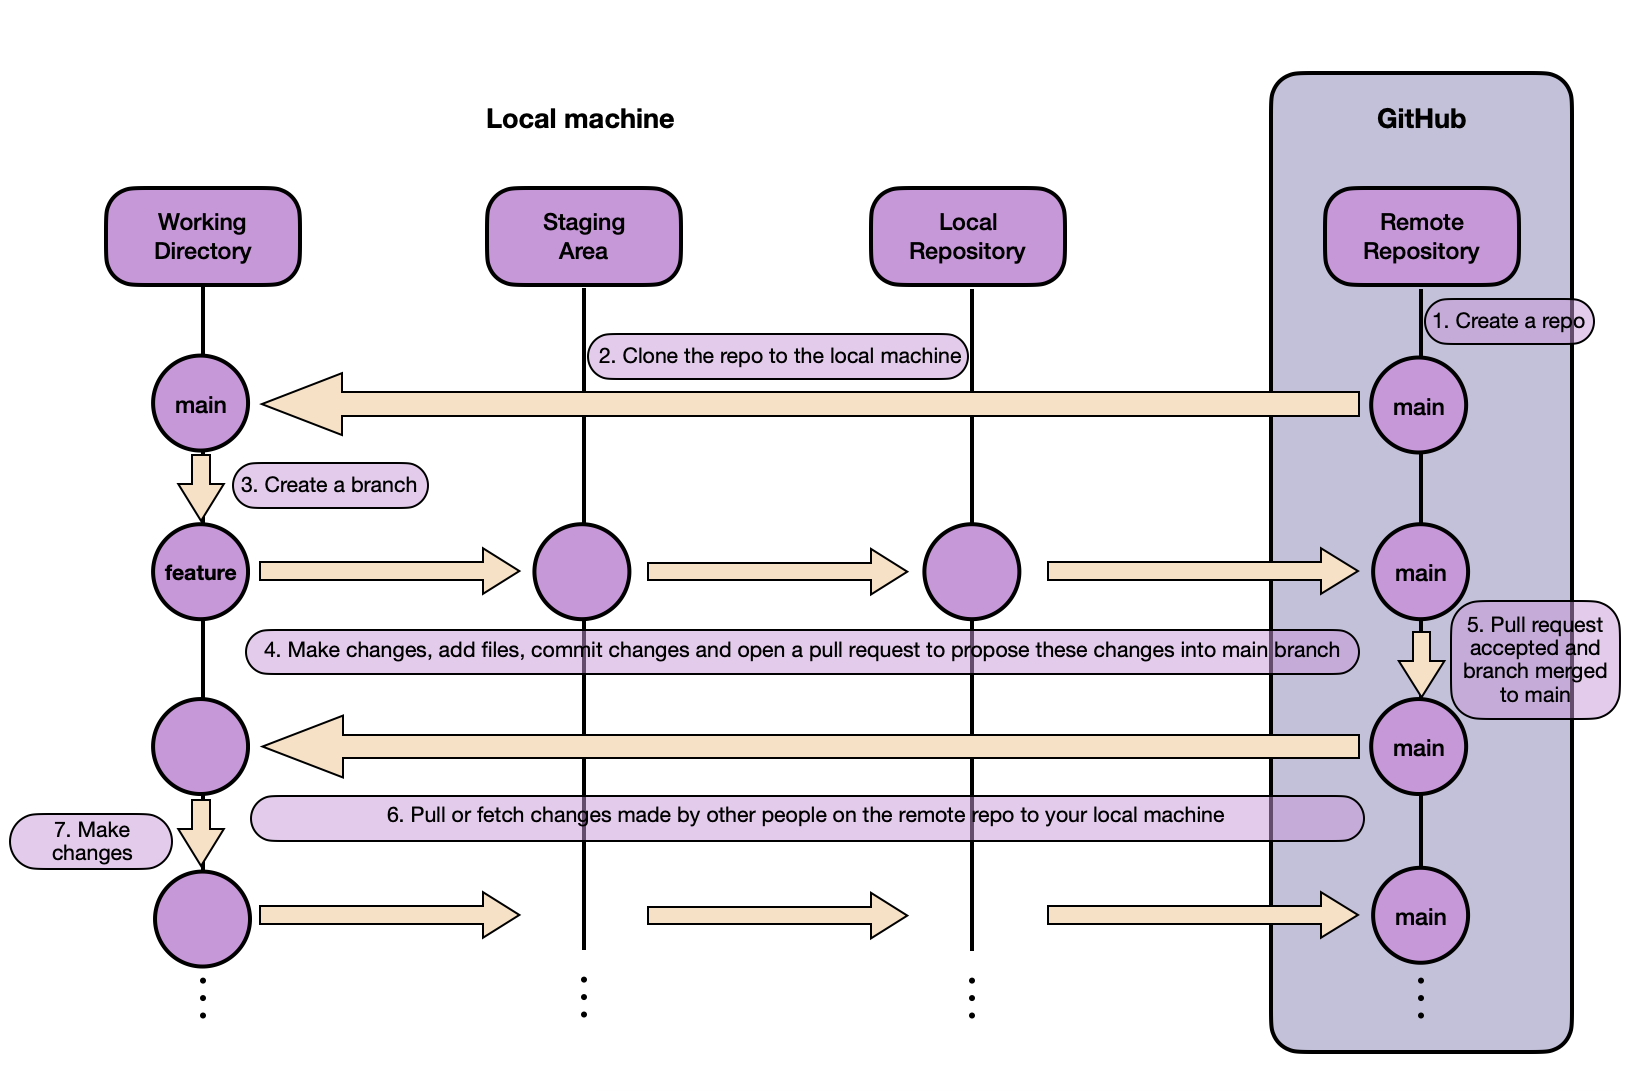 Local machine
GitHub
Working
Directory
Staging
Area
Local
Repository
Remote
Repository
1. Create a repo
2. Clone the repo to the local machine
main
main
3. Create a branch
feature
main
4. Make changes, add files, commit changes and open a pull request to propose these changes into main branch
5. Pull request
accepted and
branch merged
to main
main
6. Pull or fetch changes made by other people on the remote repo to your local machine
7. Make
changes
main